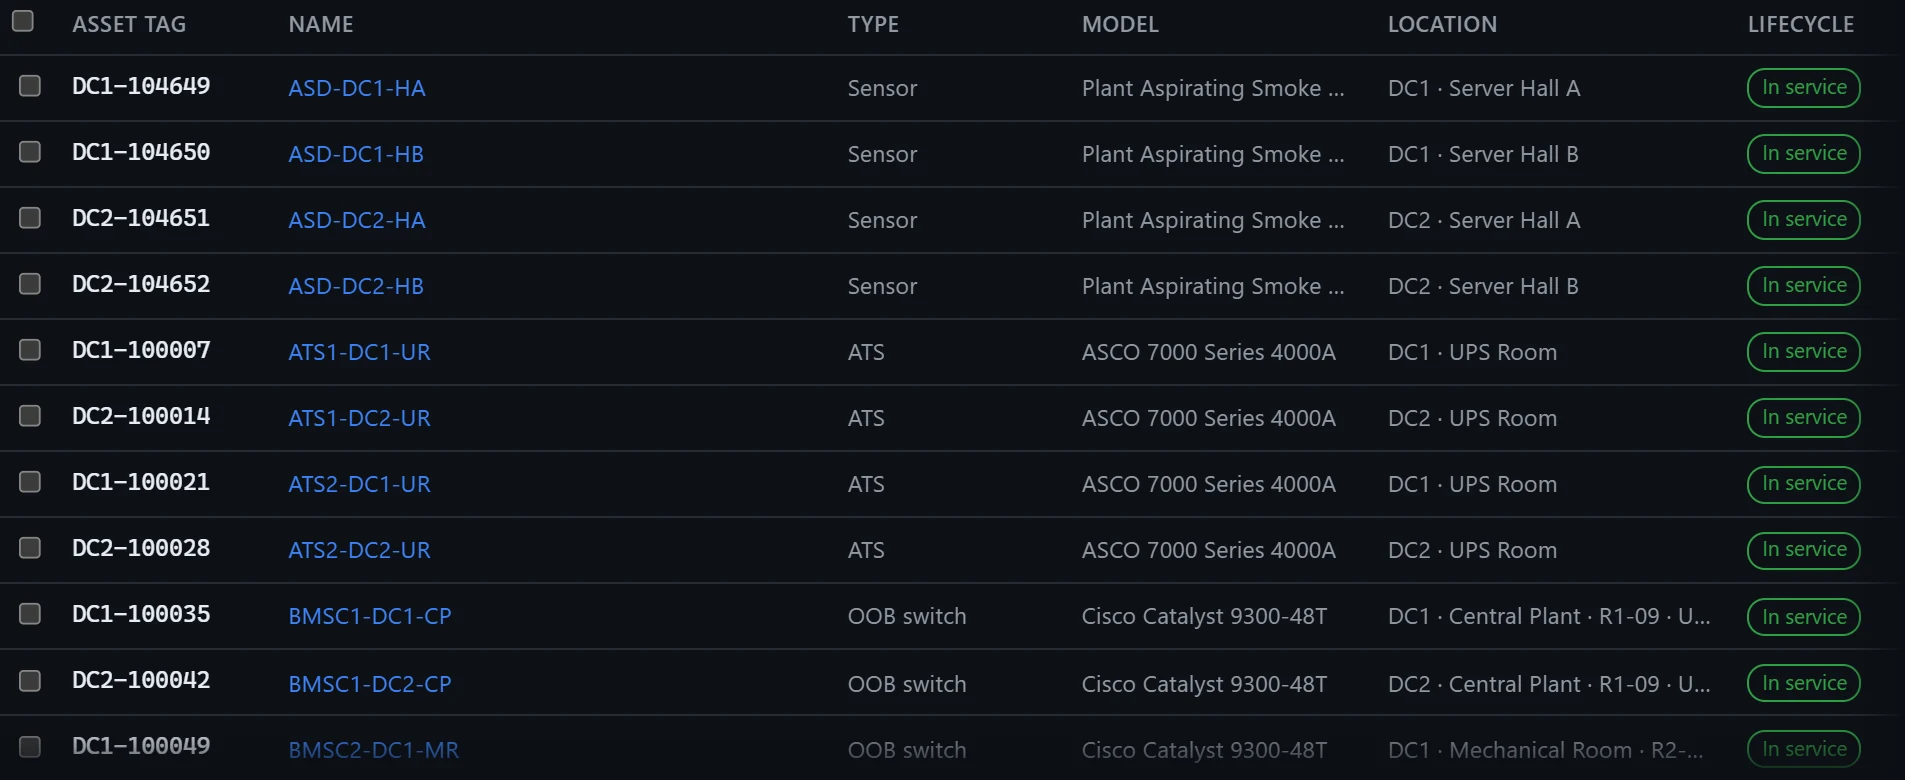 ASSET TAG NAME TYPE MODEL LOCATION LIFECYCLE
DC1-104649 ASD-DC1-HA Sensor Plant Aspirating Smoke ... DC1 · Server Hall A In service
DC1-104650 ASD-DC1-HB Sensor Plant Aspirating Smoke ... DC1 · Server Hall B In service
DC2-104651 ASD-DC2-HA Sensor Plant Aspirating Smoke ... DC2 · Server Hall A In service
DC2-104652 ASD-DC2-HB Sensor Plant Aspirating Smoke ... DC2 · Server Hall B In service
DC1-100007 ATS1-DC1-UR ATS ASCO 7000 Series 4000A DC1 · UPS Room In service
DC2-100014 ATS1-DC2-UR ATS ASCO 7000 Series 4000A DC2 · UPS Room In service
DC1-100021 ATS2-DC1-UR ATS ASCO 7000 Series 4000A DC1 · UPS Room In service
DC2-100028 ATS2-DC2-UR ATS ASCO 7000 Series 4000A DC2 · UPS Room In service
DC1-100035 BMSC1-DC1-CP OOB switch Cisco Catalyst 9300-48T DC1 · Central Plant · R1-09 · U... In service
DC2-100042 BMSC1-DC2-CP OOB switch Cisco Catalyst 9300-48T DC2 · Central Plant · R1-09 · U... In service
DC1-100049 BMSC2-DC1-MR OOB switch Cisco Catalyst 9300-48T DC1 · Mechanical Room · R2-... In service